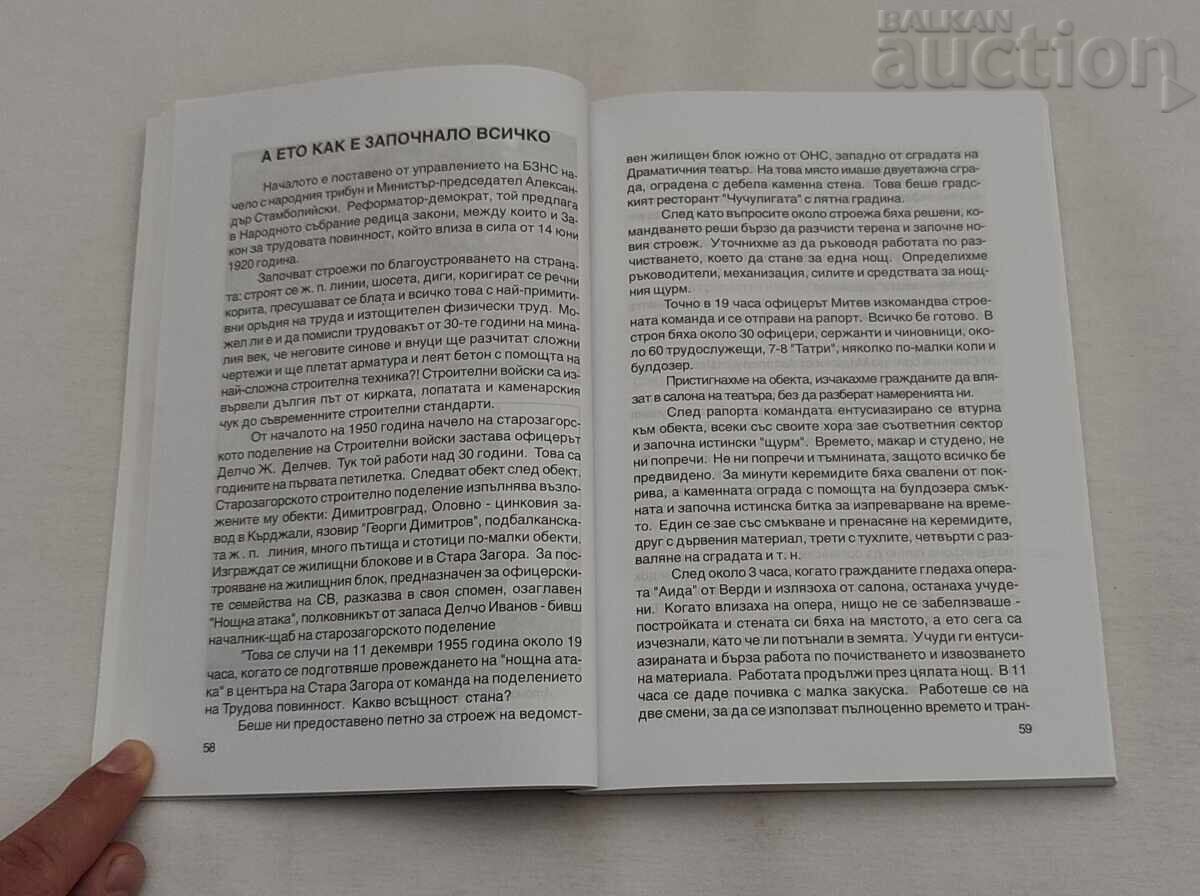 BALKAN
auction
А ЕТО КАК Е ЗАПОЧНАЛО ВСИЧКО
Началото е поставено от управлението на БЗНС на-
чело с народния трибун и Министър-председател Алексан-
дър Стамболийски. Реформатор-демократ, той предлага
в Народното събрание редица закони, между които и За-
кон за трудовата повинност, който влиза в сила от 14 юни
1920 година.
Започват строежи по благоустрояването на страна-
та: строят се ж. п. линии, шосета, диги, коригират се речни
корита, пресушават се блата и всичко това с най-примити-
вни оръдия на труда и изтощителен физически труд. Мо-
жел ли е и да помисли трудовакът от 30-те години на мина-
лия век, че неговите синове и внуци ще разчитат сложни
чертежи и ще плетат арматура и леят бетон с помощта на
най-сложна строителна техника?! Строителни войски са из-
вървели дългия път от кирката, лопатата и каменарския
чук до съвременните строителни стандарти.
От началото на 1950 година начело на старозагорс-
кото поделение на Строителни войски застава офицерът
Делчо Ж. Делчев. Тук той работи над 30 години. Това са
годините на първата петилетка. Следват обект след обект.
Старозагорското строително поделение изпълнява възло-
жените му обекти: Димитровград, Оловно - цинковия за-
вод в Кърджали, язовир "Георги Димитров", подбалканска-
та ж . п. линия, много пътища и стотици по-малки обекти.
Изграждат се жилищни блокове и в Стара Загора. За пос-
трояване на жилищния блок, предназначен за офицерски-
те семейства на СВ, разказва в своя спомен, озаглавен
"Нощна атака", полковникът от запаса Делчо Иванов - бивш
началник-щаб на старозагорското поделение
"Това се случи на 11 декември 1955 година около 19
часа, когато се подготвяше провеждането на "нощна ата-
ка" в центъра на Стара Загора от команда на поделението
на Трудова повинност. Какво всъщност стана?
Беше ни предоставено петно за строеж на ведомст-
58
вен жилищен блок южно от ОНС, западно от сградата на
Драматичния театър. На това място имаше двуетажна сгра-
да, оградена с дебела каменна стена. Това беше градс-
кият ресторант "Чучулигата" с лятна градина.
След като въпросите около строежа бяха решени, ко-
мандването реши бързо да разчисти терена и започне но-
вия строеж. Уточнихме аз да ръководя работата по раз-
чистването, което да стане за една нощ. Определихме
ръководители, механизация, силите и средствата за нощ-
ния щурм.
Точно в 19 часа офицерът Митев изкомандва строе-
ната команда и се отправи на рапорт. Всичко бе готово. В
строя бяха около 30 офицери, сержанти и чиновници, око-
ло 60 трудослужещи, 7-8 "Татри", няколко по-малки коли и
булдозер.
Пристигнахме на обекта, изчакахме гражданите да вля-
зат в салона на театъра, без да разберат намеренията ни.
След рапорта командата ентусиазирано се втурна
към обекта, всеки със своите хора зае съответния сектор
и започна истински "щурм". Времето, макар и студено, не
ни попречи. Не ни попречи и тъмнината, защото всичко бе
предвидено. За минути керемидите бяха свалени от пок-
рива, а каменната ограда с помощта на булдозера смък-
ната и започна истинска битка за изпреварване на време-
то. Един се зае със смъкване и пренасяне на керемидите,
друг с дървения материал, трети с тухлите, четвърти с раз-
валяне на сградата и т. н.
След около 3 часа, когато гражданите гледаха опера-
та "Аида" от Верди и излязоха от салона, останаха учуде-
ни. Когато влизаха на опера, нищо не се забелязваше -
постройката и стената си бяха на мястото, а ето сега са
изчезнали, като че ли потънали в земята. Учуди ги ентуси-
азираната и бърза работа по почистването и извозването
на материала. Работата продължи през цялата нощ. В 11
часа се даде почивка с малка закуска. Работеше се на
две смени, за да се използват пълноценно времето и тран-
59